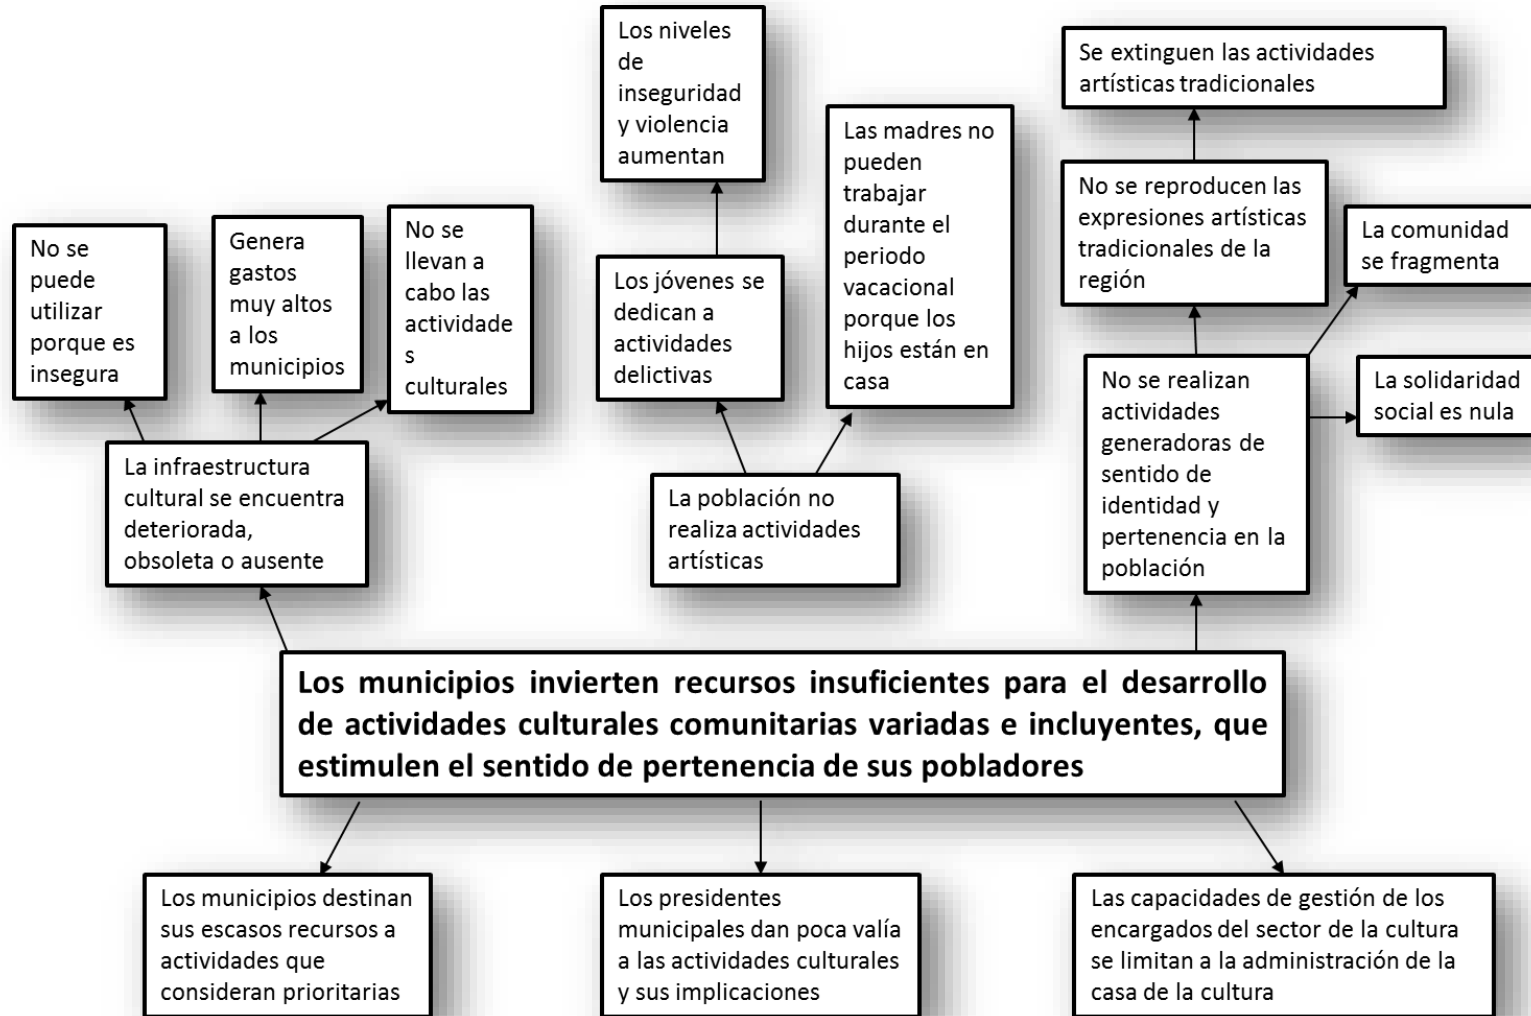 Los niveles
de
inseguridad
y violencia
aumentan
Se extinguen las actividades
artísticas tradicionales
Las madres no
pueden
trabajar
durante el
periodo
vacacional
porque los
hijos están en
casa
No se reproducen las
expresiones artísticas
tradicionales de la
región
No se
puede
utilizar
porque es
insegura
Genera
gastos
muy altos
a los
municipios
No se
llevan a
cabo las
actividade
s
culturales
Los jóvenes se
dedican a
actividades
delictivas
La comunidad
se fragmenta
La infraestructura
cultural se encuentra
deteriorada,
obsoleta o ausente
La población no
realiza actividades
artísticas
No se realizan
actividades
generadoras de
sentido de
identidad y
pertenencia en la
población
La solidaridad
social es nula
Los municipios invierten recursos insuficientes para el desarrollo
de actividades culturales comunitarias variadas e incluyentes, que
estimulen el sentido de pertenencia de sus pobladores
Los municipios destinan
sus escasos recursos a
actividades que
consideran prioritarias
Los presidentes
municipales dan poca valía
a las actividades culturales
y sus implicaciones
Las capacidades de gestión de los
encargados del sector de la cultura
se limitan a la administración de la
casa de la cultura